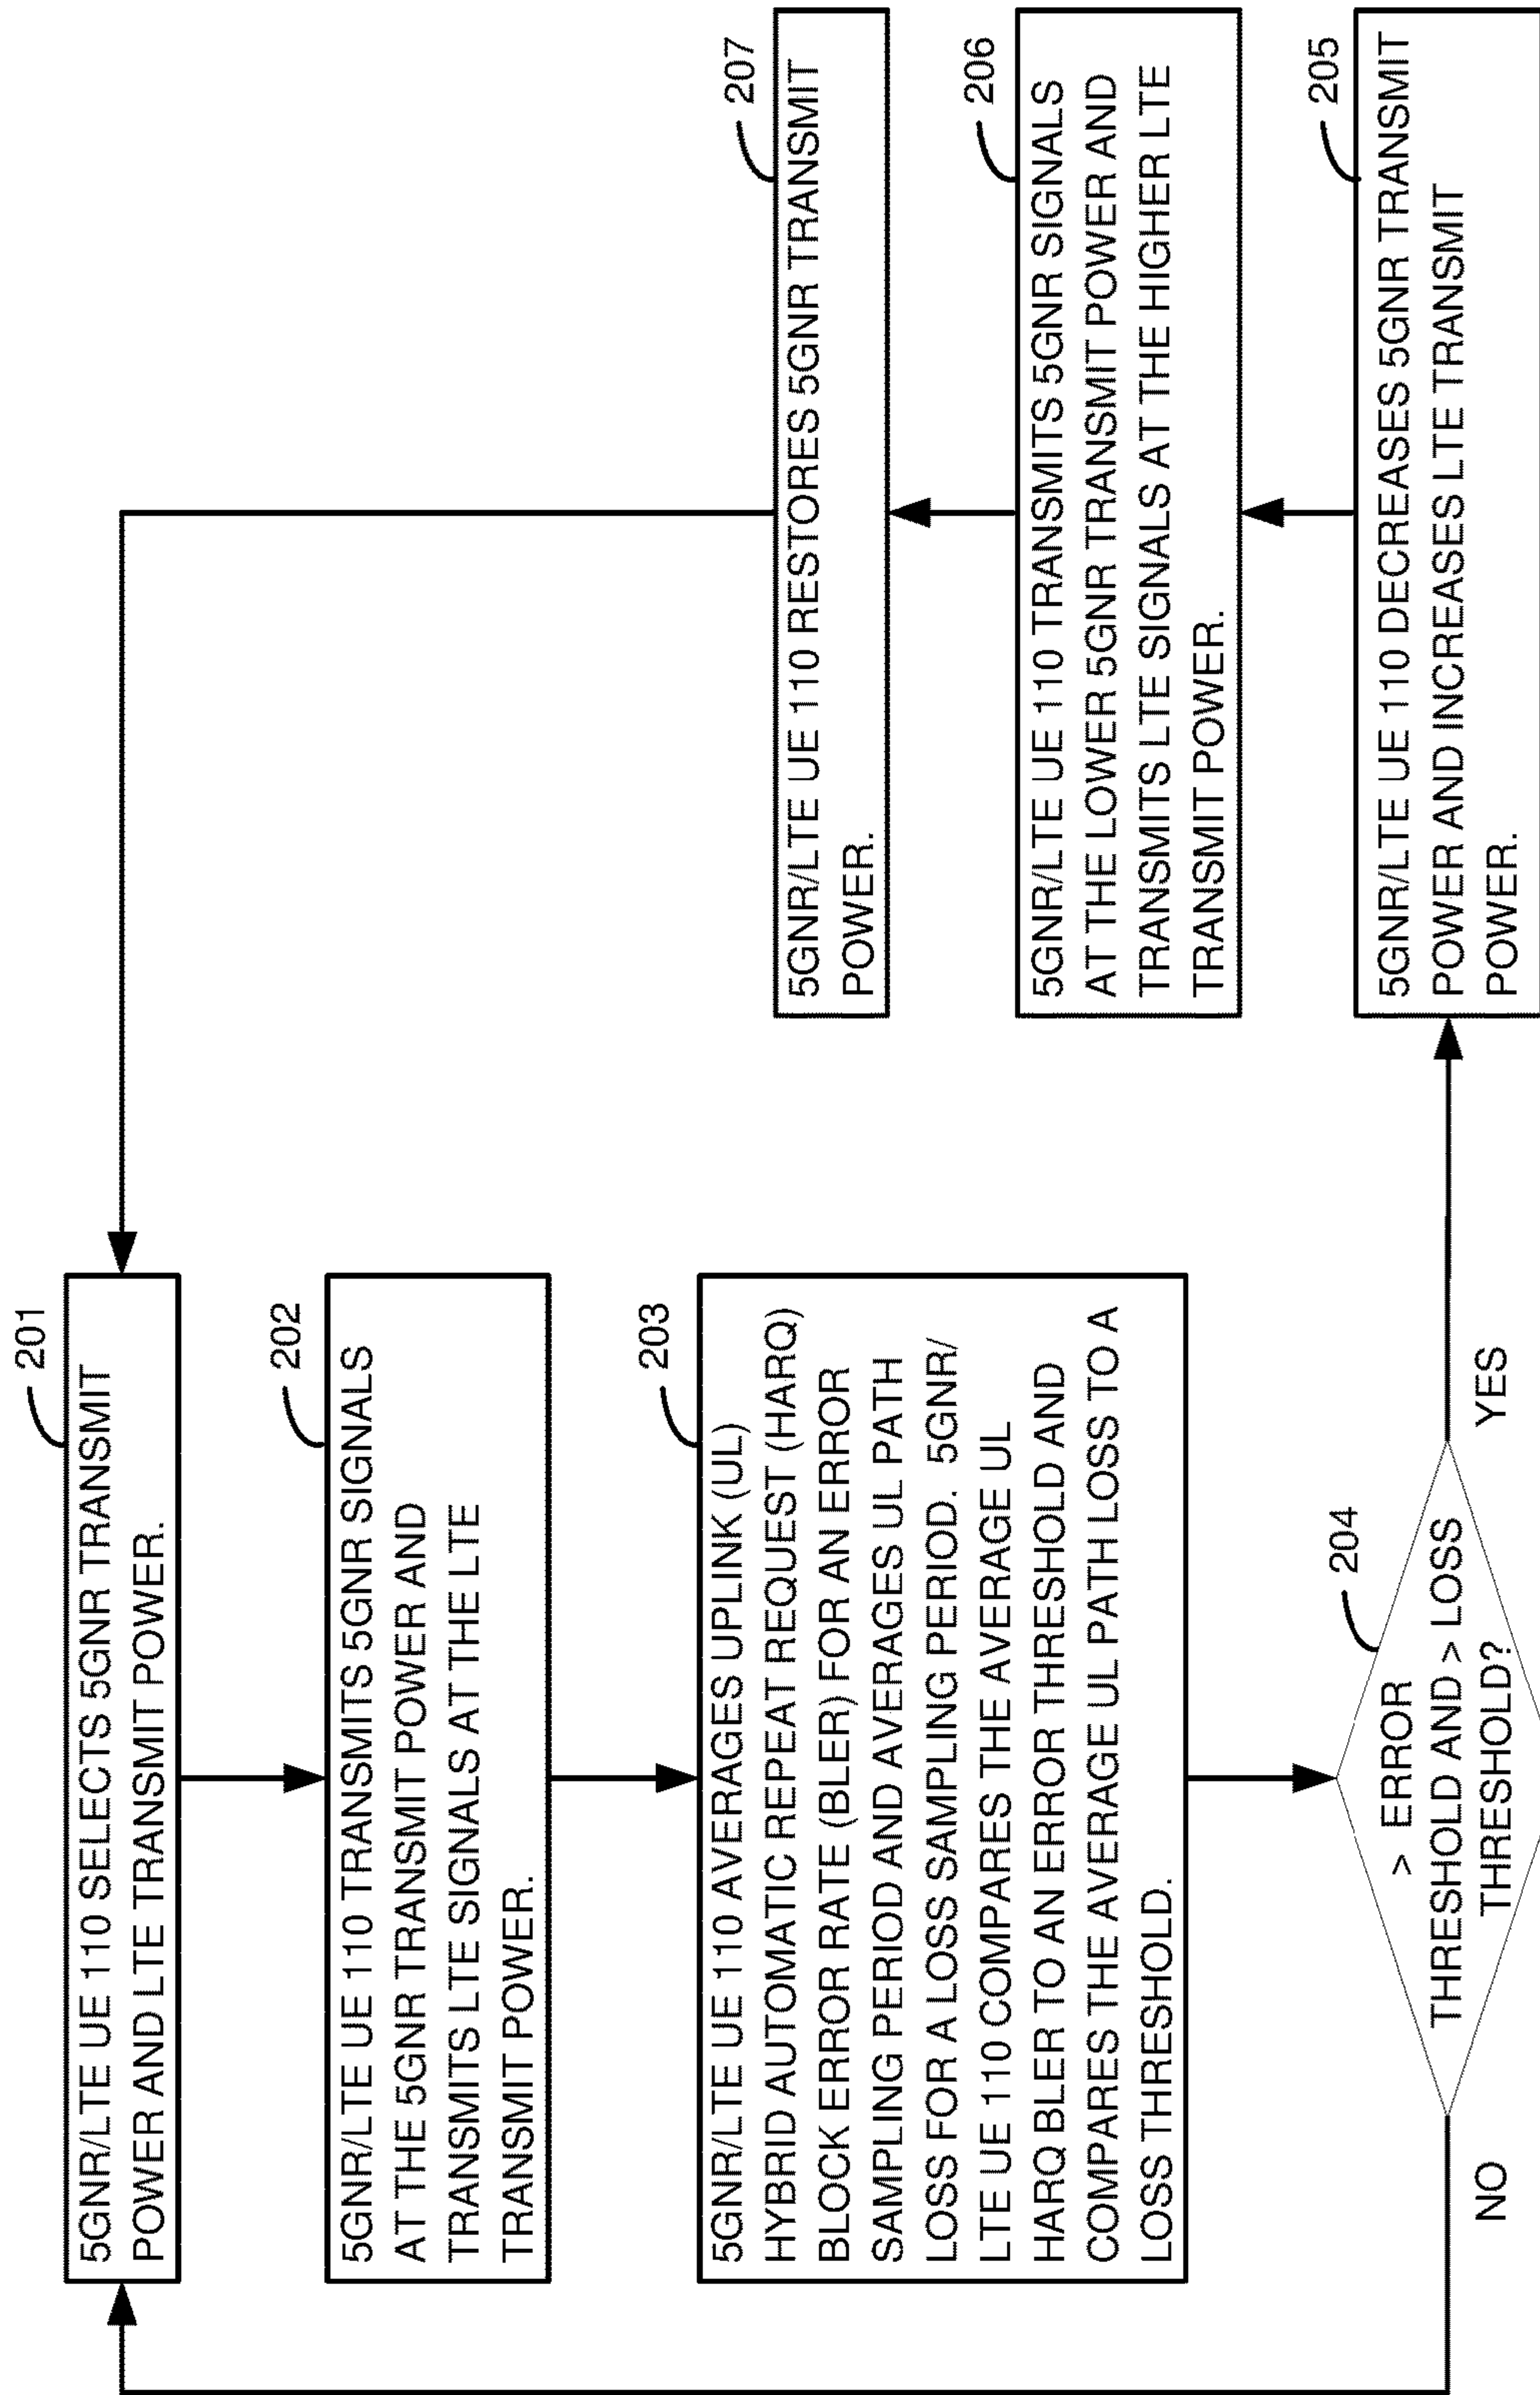 201
5GNR/LTE UE 110 SELECTS 5GNR TRANSMIT
POWER AND LTE TRANSMIT POWER.
202
5GNR/LTE UE 110 TRANSMITS 5GNR SIGNALS
AT THE 5GNR TRANSMIT POWER AND
TRANSMITS LTE SIGNALS AT THE LTE
TRANSMIT POWER.
203
5GNR/LTE UE 110 AVERAGES UPLINK (UL)
HYBRID AUTOMATIC REPEAT REQUEST (HARQ)
BLOCK ERROR RATE (BLER) FOR AN ERROR
SAMPLING PERIOD AND AVERAGES UL PATH
LOSS FOR A LOSS SAMPLING PERIOD. 5GNR/
LTE UE 110 COMPARES THE AVERAGE UL
HARQ BLER TO AN ERROR THRESHOLD AND
COMPARES THE AVERAGE UL PATH LOSS TO A
LOSS THRESHOLD.
204
> ERROR
THRESHOLD AND > LOSS
THRESHOLD?
NO
YES
205
5GNR/LTE UE 110 DECREASES 5GNR TRANSMIT
POWER AND INCREASES LTE TRANSMIT
POWER.
206
5GNR/LTE UE 110 TRANSMITS 5GNR SIGNALS
AT THE LOWER 5GNR TRANSMIT POWER AND
TRANSMITS LTE SIGNALS AT THE HIGHER LTE
TRANSMIT POWER.
207
5GNR/LTE UE 110 RESTORES 5GNR TRANSMIT
POWER.